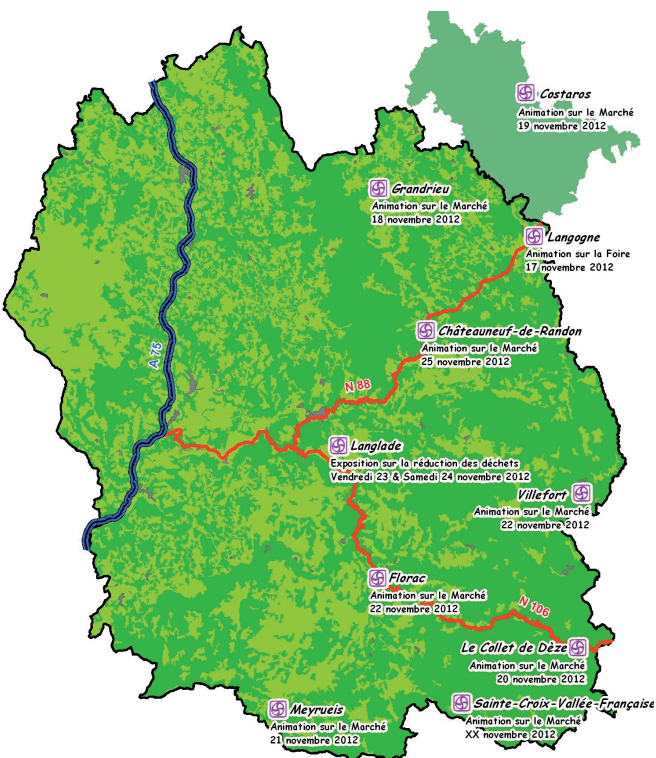 Costaros
Animation sur le Marché
19 novembre 2012
Grandrieu
Animation sur le Marché
18 novembre 2012
Langogne
Animation sur la Foire
17 novembre 2012
Châteauneuf-de-Randon
Animation sur le Marché
25 novembre 2012
A 75
N 88
Langlade
Exposition sur la réduction des déchets
Vendredi 23 & Samedi 24 novembre 2012
Villefort
Animation sur le Marché
22 novembre 2012
Florac
Animation sur le Marché
22 novembre 2012
N 106
Le Collet de Dèze
Animation sur le Marché
20 novembre 2012
Sainte-Croix-Vallée-Française
Animation sur le Marché
XX novembre 2012
Meyrueis
Animation sur le Marché
21 novembre 2012